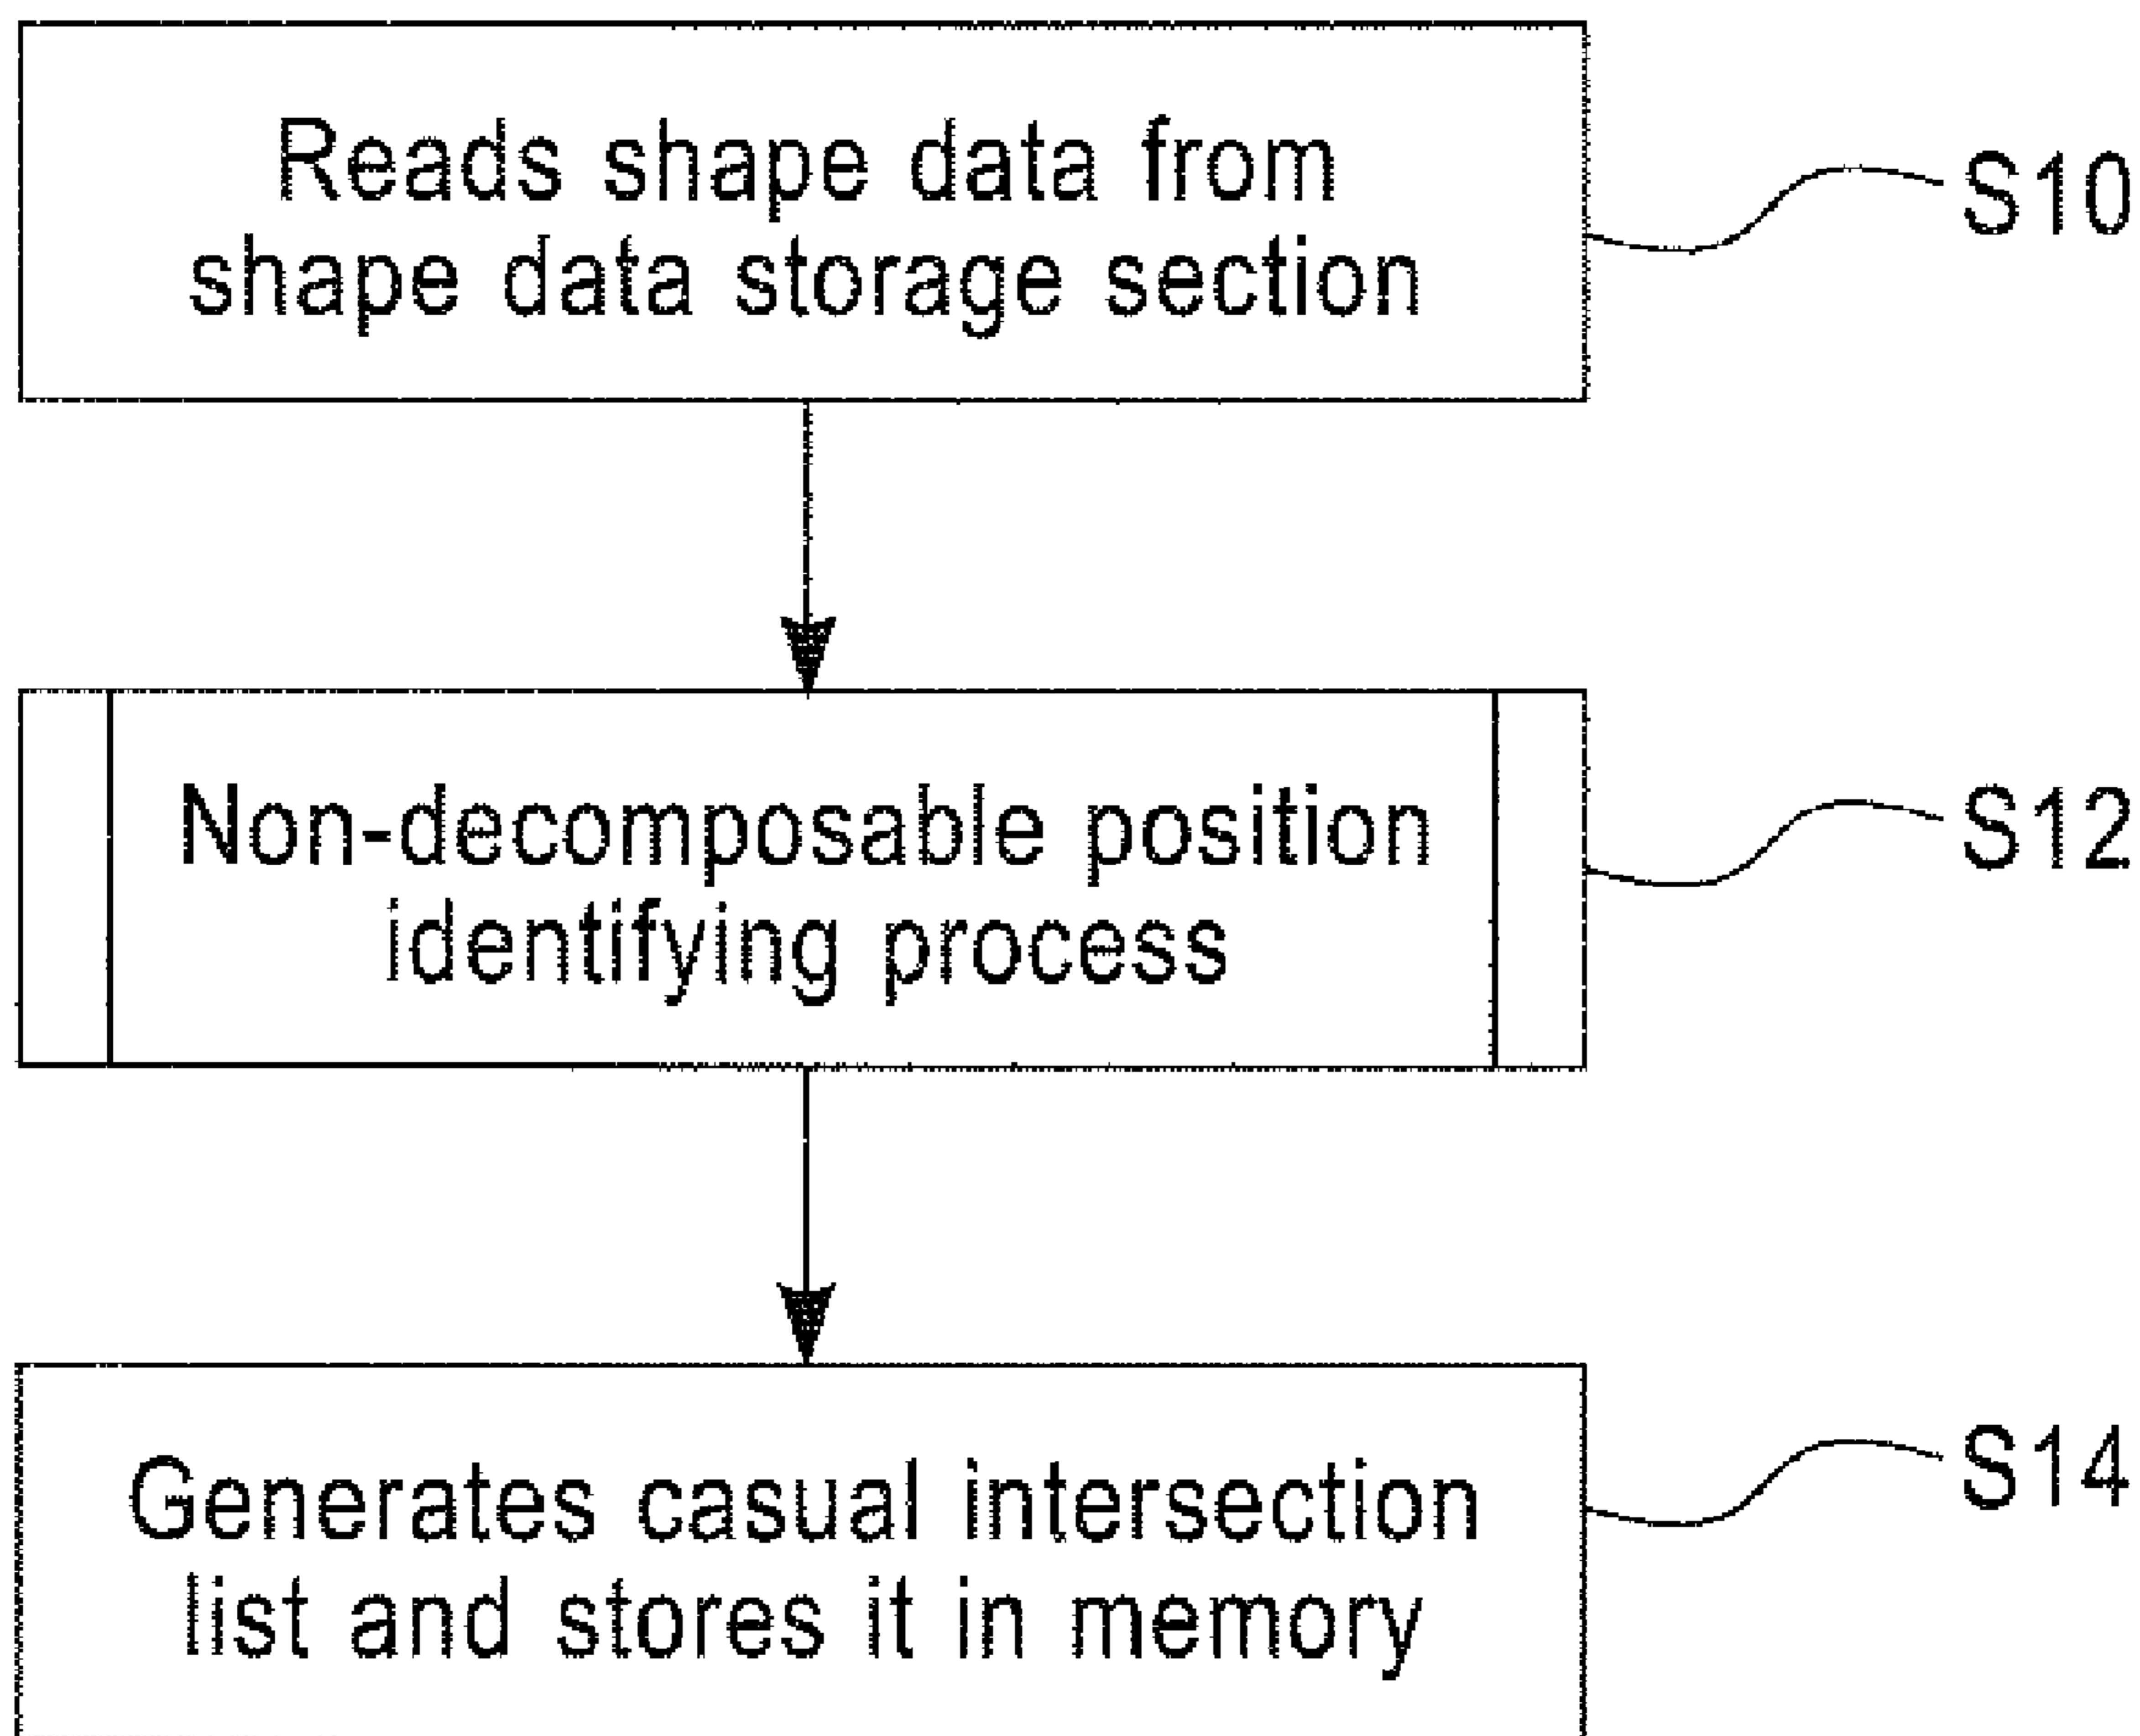 Reads shape data from
shape data storage section
S10
Non-decomposable position
identifying process
S12
Generates casual intersection
list and stores it in memory
S14